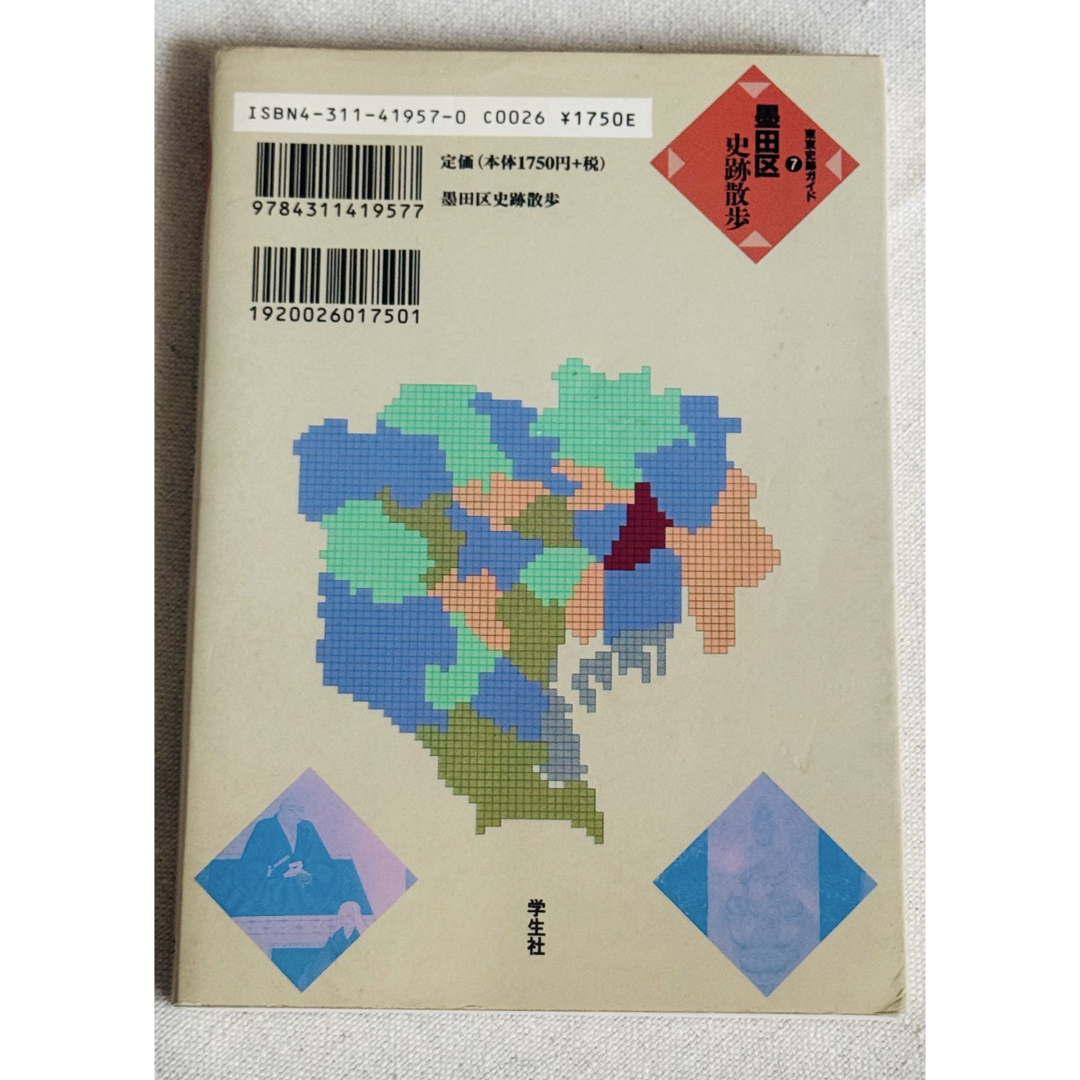 ISBN4-311-41957-0 C0026 ¥1750E
9784311419577
定価(本体1750円+税)
墨田区史跡散歩
1920026017501
東京史跡ガイド
7
墨田区
史跡散歩
学生社